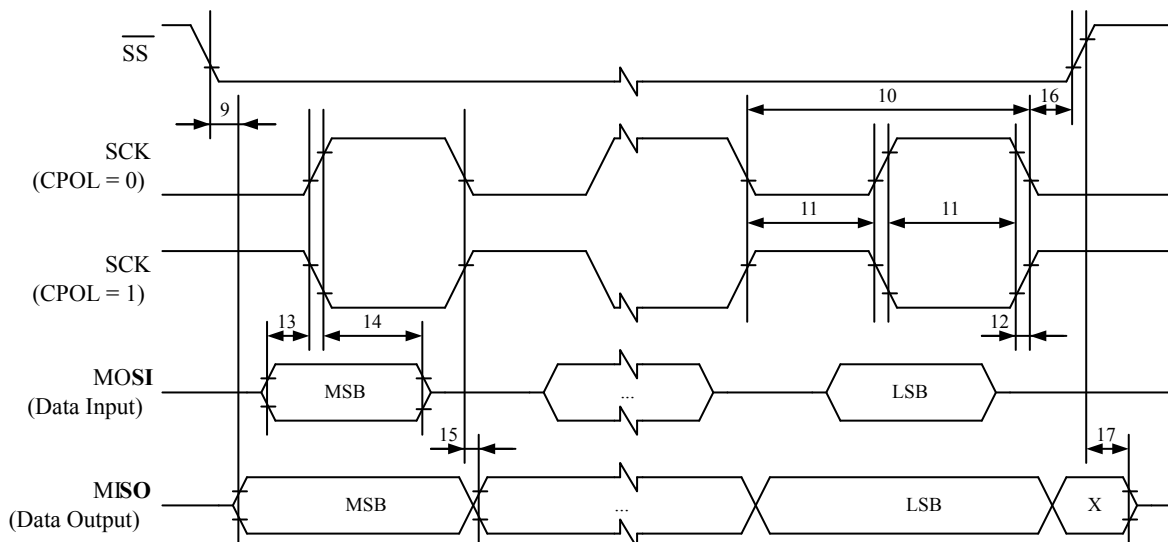 SS
9
10
16
SCK
(CPOL = 0)
11
11
SCK
(CPOL = 1)
13
14
12
MOSI
(Data Input)
MSB
...
LSB
15
17
MISO
(Data Output)
MSB
...
LSB
X